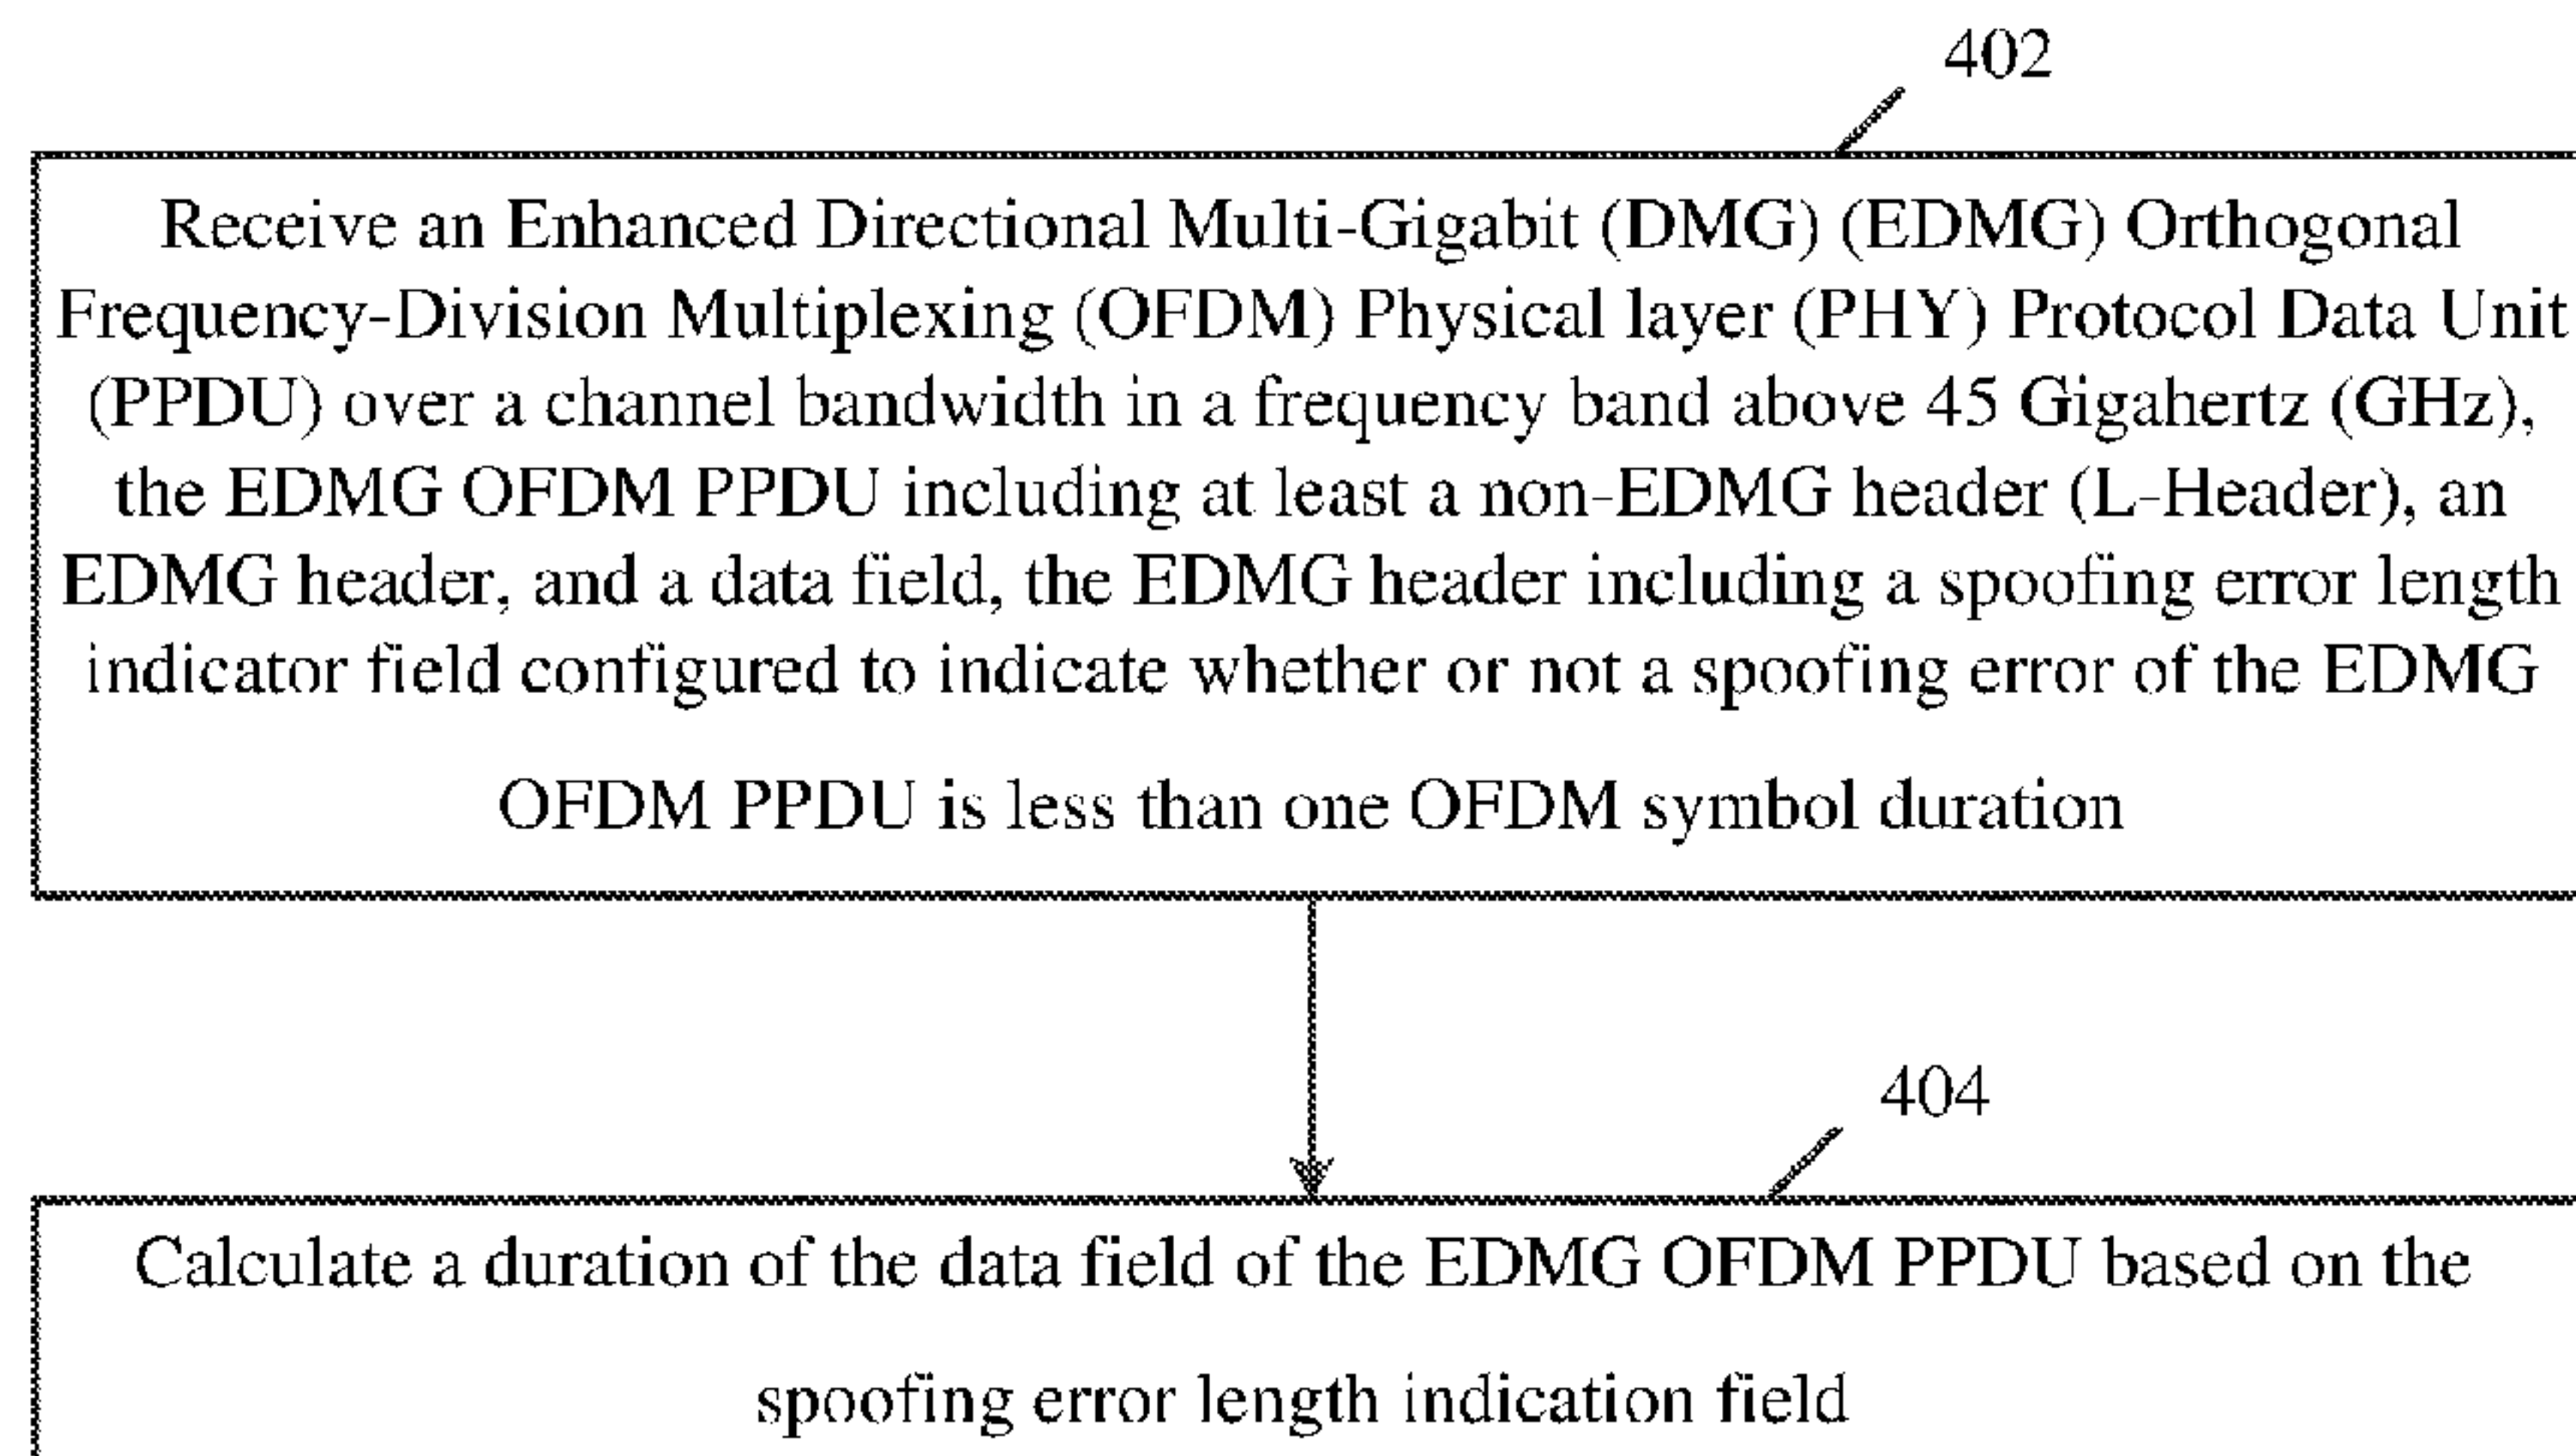 402
Receive an Enhanced Directional Multi-Gigabit (DMG) (EDMG) Orthogonal
Frequency-Division Multiplexing (OFDM) Physical layer (PHY) Protocol Data Unit
(PPDU) over a channel bandwidth in a frequency band above 45 Gigahertz (GHz),
the EDMG OFDM PPDU including at least a non-EDMG header (L-Header), an
EDMG header, and a data field, the EDMG header including a spoofing error length
indicator field configured to indicate whether or not a spoofing error of the EDMG
OFDM PPDU is less than one OFDM symbol duration
404
Calculate a duration of the data field of the EDMG OFDM PPDU based on the
spoofing error length indication field